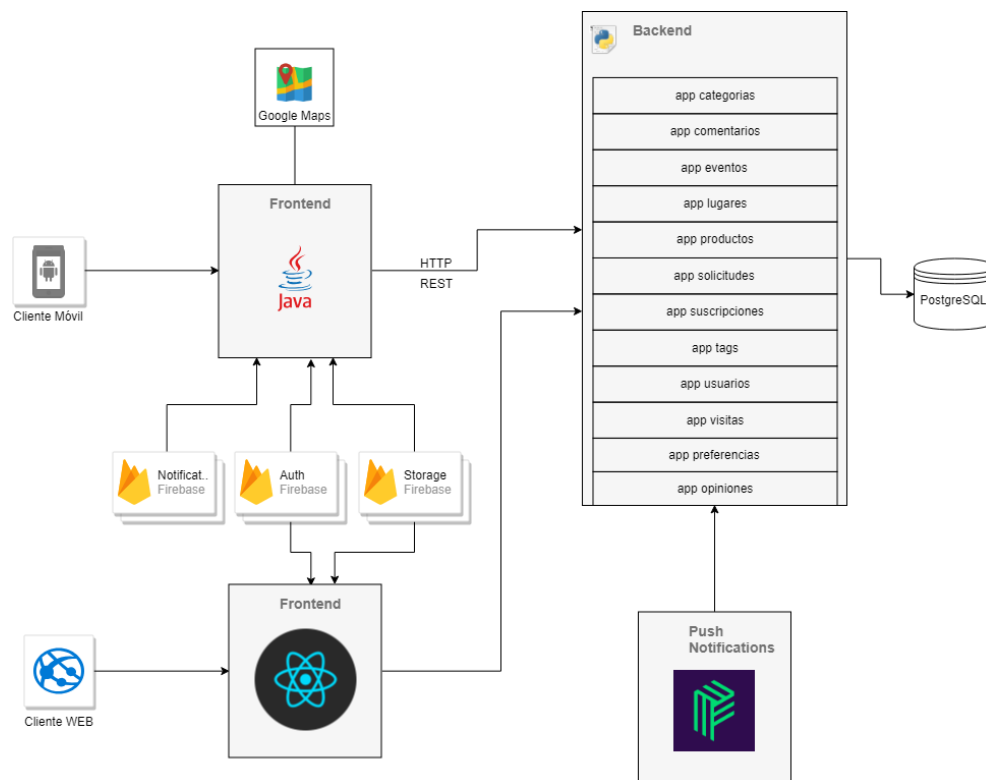 Backend
app categorias
app comentarios
app eventos
app lugares
app productos
app solicitudes
app suscripciones
app tags
app usuarios
app visitas
app preferencias
app opiniones
Google Maps
Frontend
Java
HTTP
REST
Cliente Móvil
PostgreSQL
Notificat..
Firebase
Auth
Firebase
Storage
Firebase
Frontend
Cliente WEB
Push
Notifications